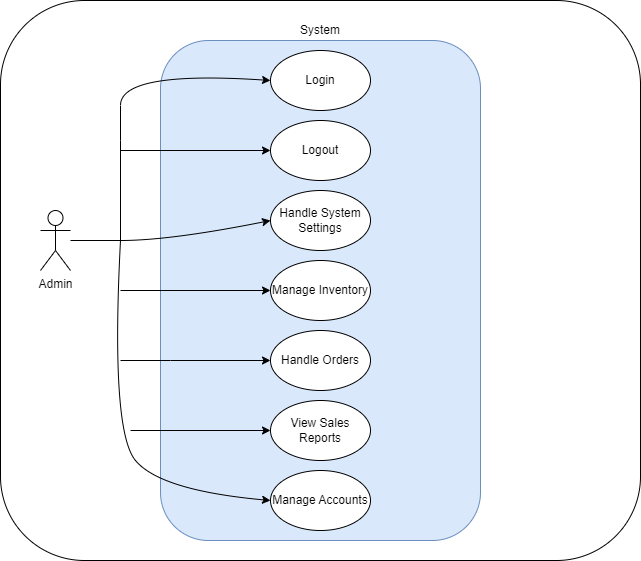 System
Login
Logout
Handle System
Settings
Admin
Manage Inventory
Handle Orders
View Sales
Reports
Manage Accounts